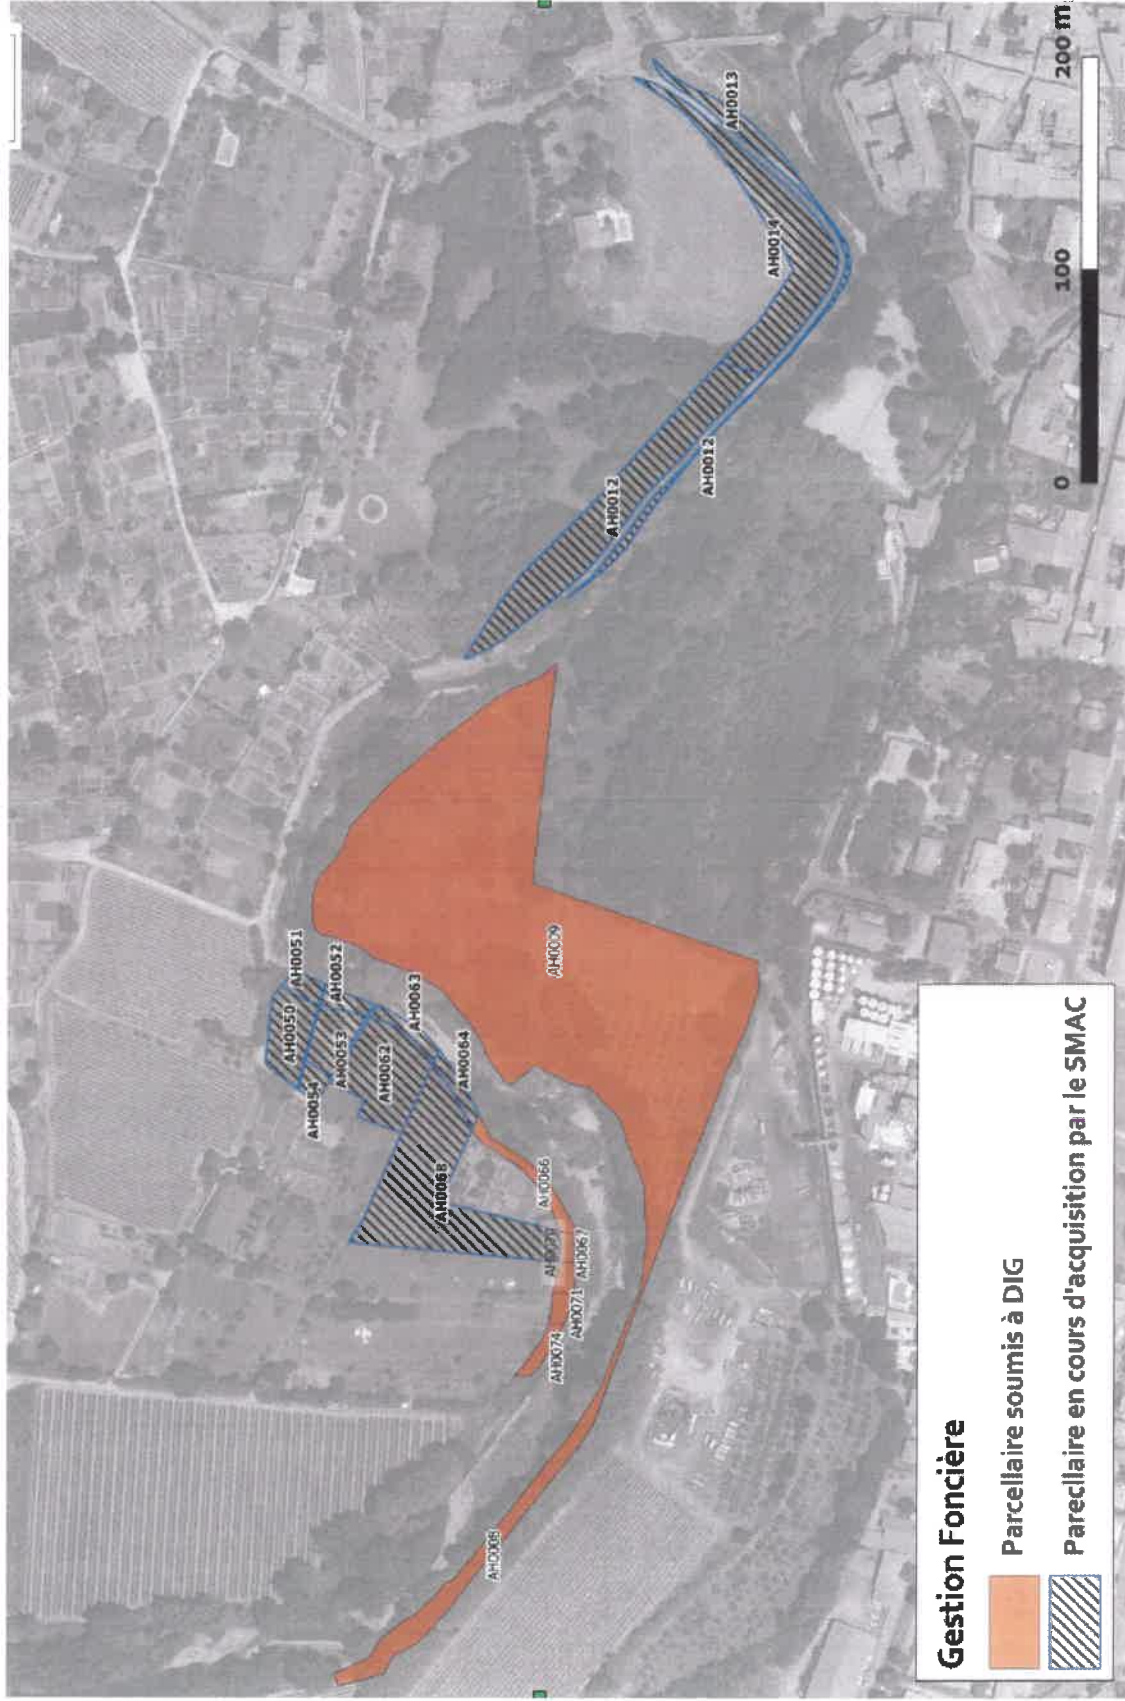 AH0050
AH0051
AH0054
AH0052
AH0053
AH0062
AH0063
AH0068
AH0064
AH0008
AH0066
AH0009
AH0074
AH0071
AH0067
AH0012
AH0012
AH0013
AH0014
Gestion Foncière
Parcellaire soumis à DIG
Parecllaire en cours d'acquisition par le SMAC
0 100 200 m